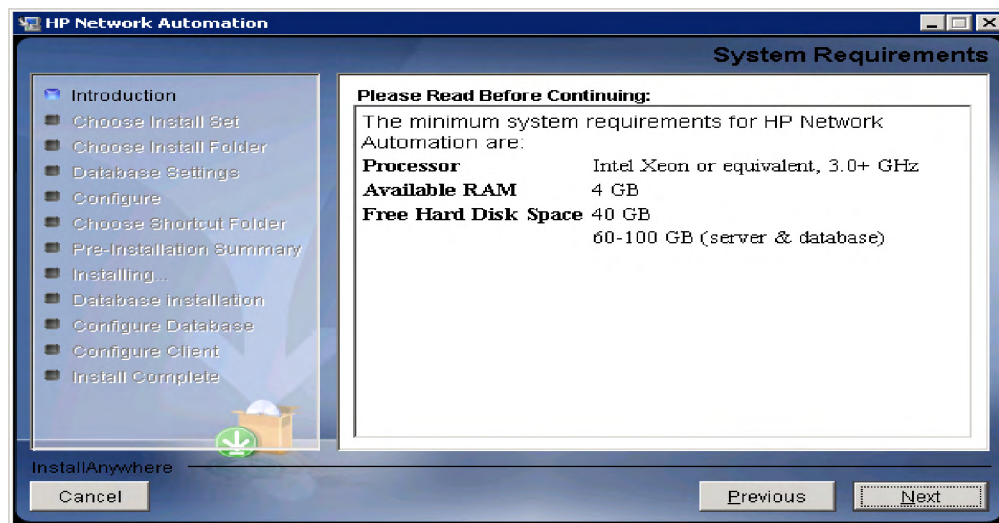 HP Network Automation
System Requirements
Introduction
Choose Install Set
Choose Install Folder
Database Settings
Configure
Choose Shortcut Folder
Pre-Installation Summary
Installing...
Database installation
Configure Database
Configure Client
Install Complete
Please Read Before Continuing:
The minimum system requirements for HP Network
Automation are:
Processor Intel Xeon or equivalent, 3.0+ GHz
Available RAM 4 GB
Free Hard Disk Space 40 GB
60-100 GB (server & database)
InstallAnywhere
Cancel Previous Next